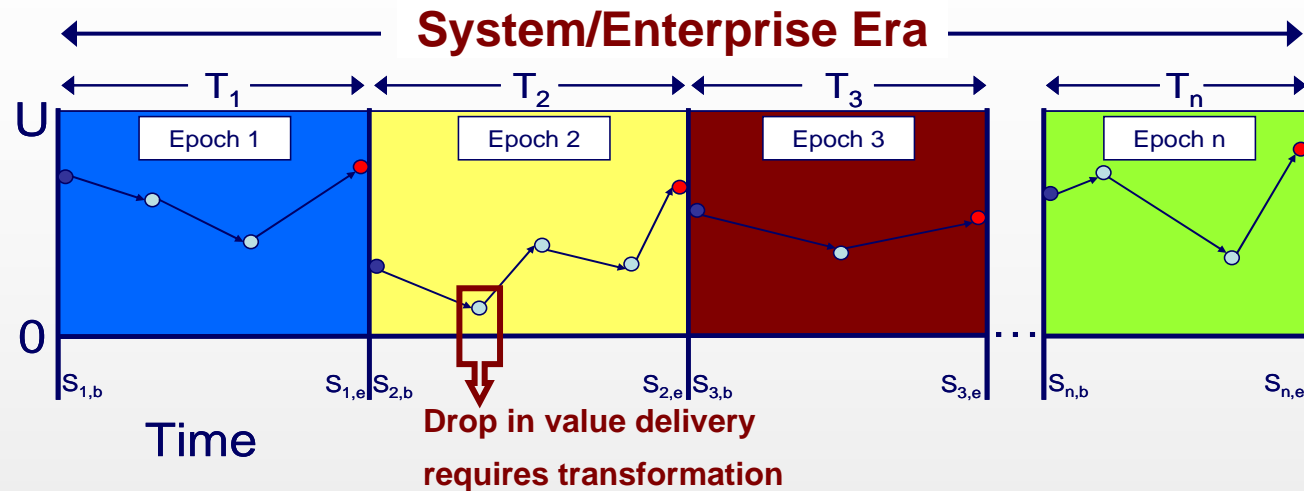 System/Enterprise Era
T1 T2 T3 Tn
U
Epoch 1 Epoch 2 Epoch 3 Epoch n
0
...
S1,b S1,e S2,b S2,e S3,b S3,e Sn,b Sn,e
Time
Drop in value delivery
requires transformation